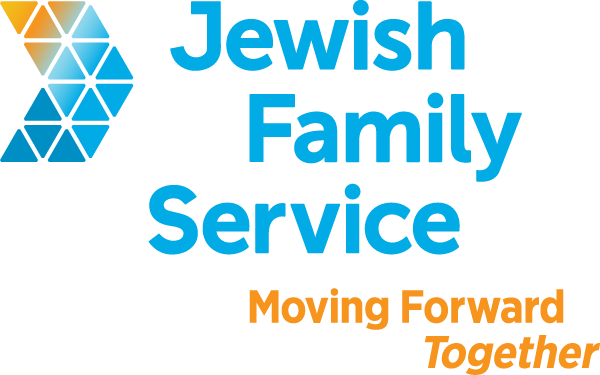 Jewish
Family
Service
Moving Forward
Together